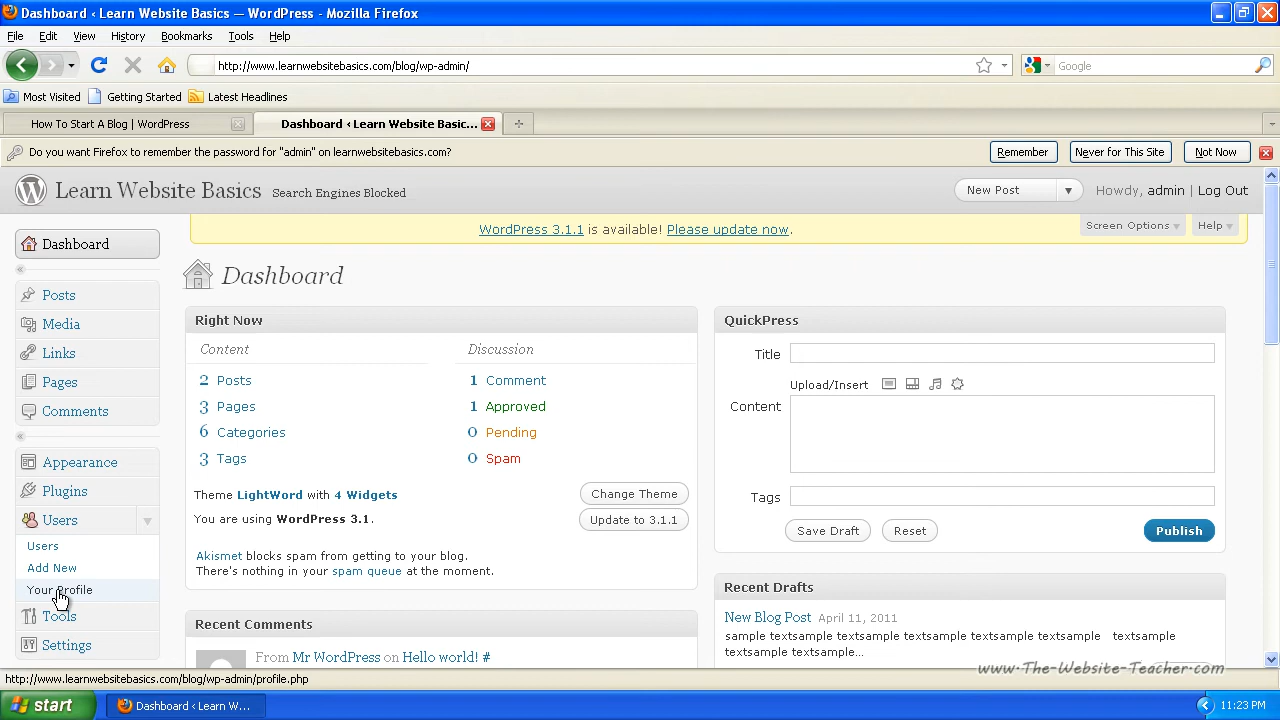 Dashboard ‹ Learn Website Basics — WordPress - Mozilla Firefox
File Edit View History Bookmarks Tools Help
http://www.learnwebsitebasics.com/blog/wp-admin/
Google
Most Visited Getting Started Latest Headlines
How To Start A Blog | WordPress
Dashboard ‹ Learn Website Basic...
Do you want Firefox to remember the password for "admin" on learnwebsitebasics.com?
Remember Never for This Site Not Now
Learn Website Basics Search Engines Blocked
New Post
Howdy, admin | Log Out
WordPress 3.1.1 is available! Please update now.
Screen Options Help
Dashboard
Posts
Media
Links
Pages
Comments
Appearance
Plugins
Users
Users
Add New
Your Profile
Tools
Settings
Dashboard
Right Now
Content
2 Posts
3 Pages
6 Categories
3 Tags
Discussion
1 Comment
1 Approved
0 Pending
0 Spam
Theme LightWord with 4 Widgets
Change Theme
You are using WordPress 3.1.
Update to 3.1.1
Akismet blocks spam from getting to your blog.
There's nothing in your spam queue at the moment.
Recent Comments
From Mr WordPress on Hello world! #
QuickPress
Title
Upload/Insert
Content
Tags
Save Draft Reset Publish
Recent Drafts
New Blog Post April 11, 2011
sample textsample textsample textsample textsample textsample textsample
textsample textsample...
www.The-Website-Teacher.com
http://www.learnwebsitebasics.com/blog/wp-admin/profile.php
start
Dashboard ‹ Learn W...
11:23 PM